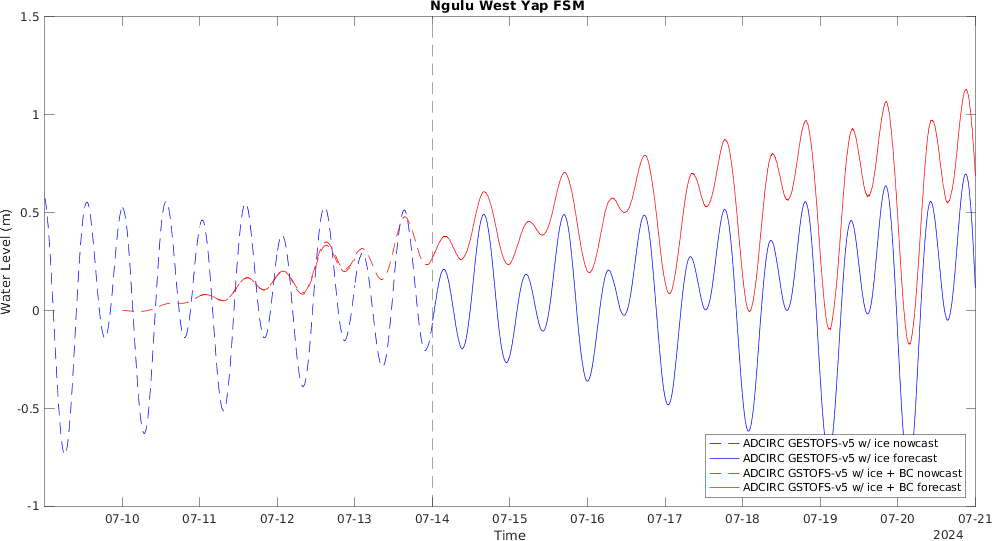 Ngulu West Yap FSM
1.5
1
0.5
0
-0.5
-1
Water Level (m)
ADCIRC GESTOFS-v5 w/ ice nowcast
ADCIRC GESTOFS-v5 w/ ice forecast
ADCIRC GSTOFS-v5 w/ ice + BC nowcast
ADCIRC GSTOFS-v5 w/ ice + BC forecast
07-10 07-11 07-12 07-13 07-14 07-15 07-16 07-17 07-18 07-19 07-20 07-21
Time
2024